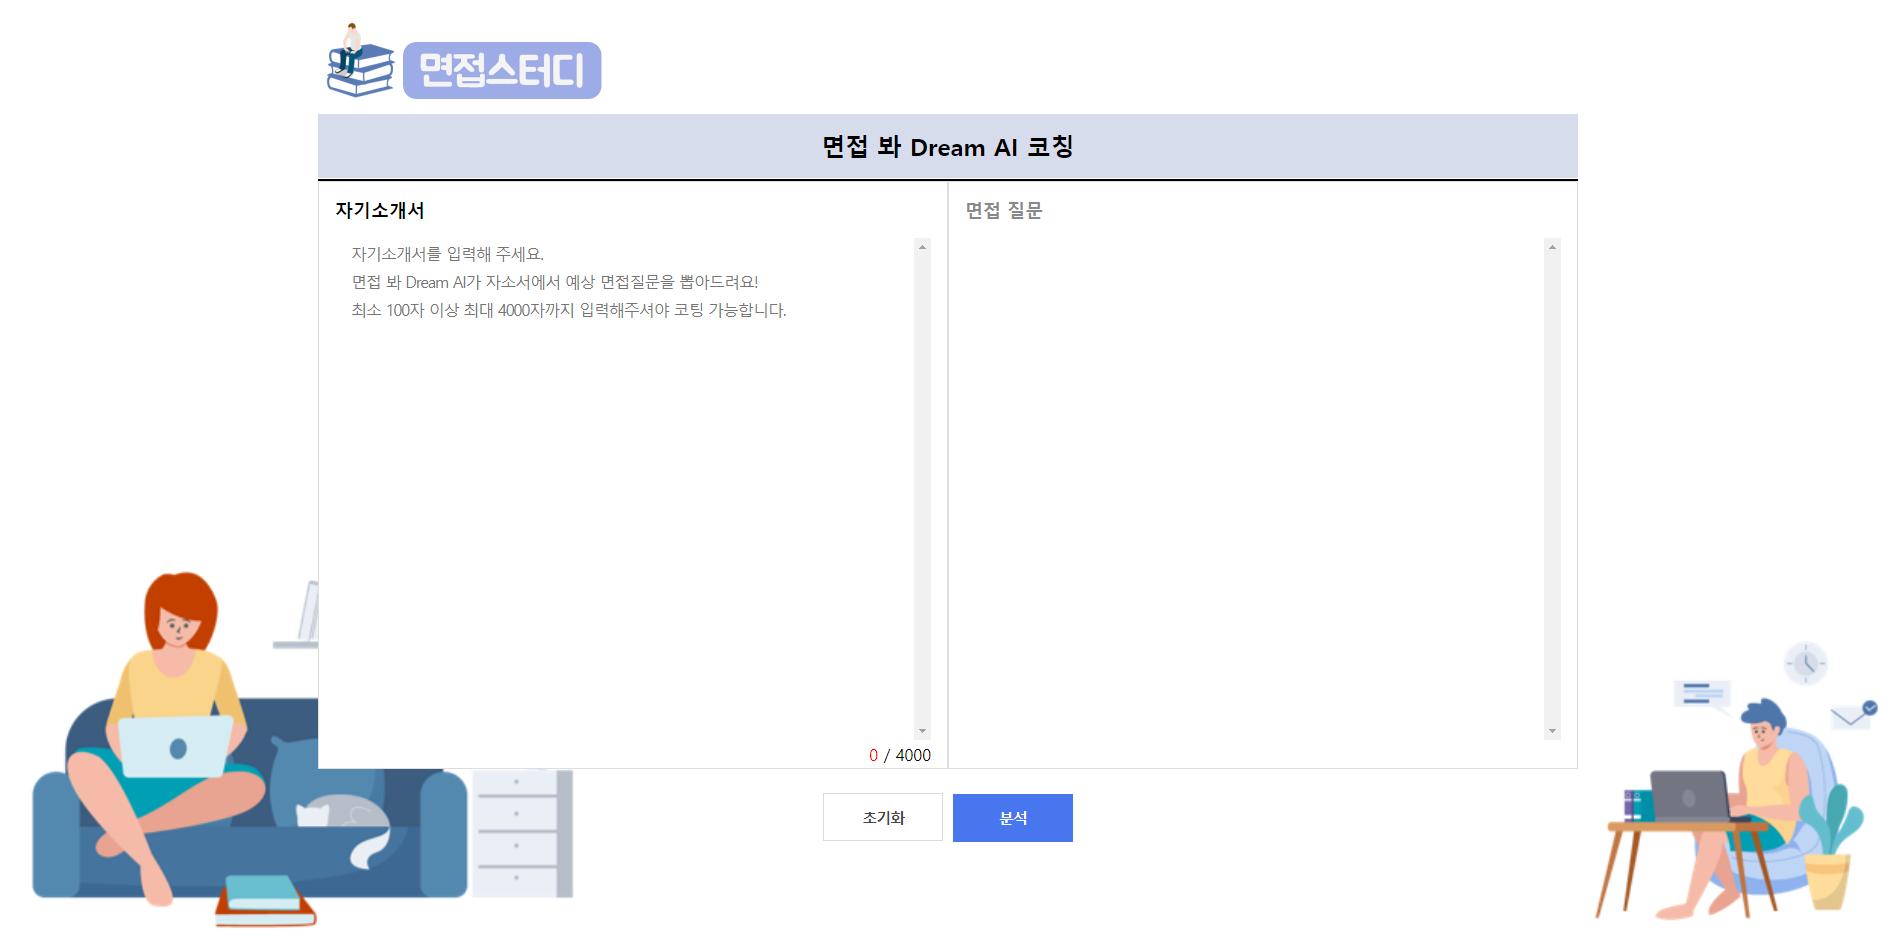 면접스터디
면접 봐 Dream AI 코칭
자기소개서
자기소개서를 입력해 주세요.
면접 봐 Dream AI가 자소서에서 예상 면접질문을 뽑아드려요!
최소 100자 이상 최대 4000자까지 입력해주셔야 코팅 가능합니다.
0 / 4000
면접 질문
초기화
분석